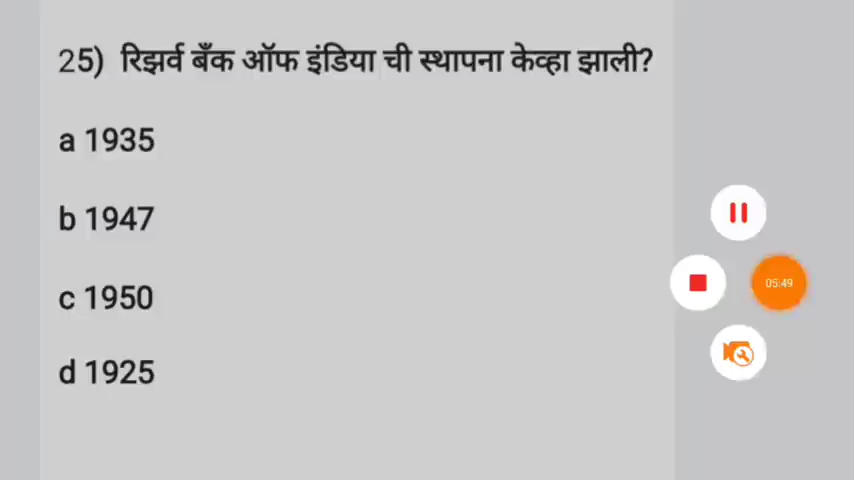 25) रिझर्व बँक ऑफ इंडिया ची स्थापना केव्हा झाली?
a 1935
b 1947
c 1950
d 1925
05:49